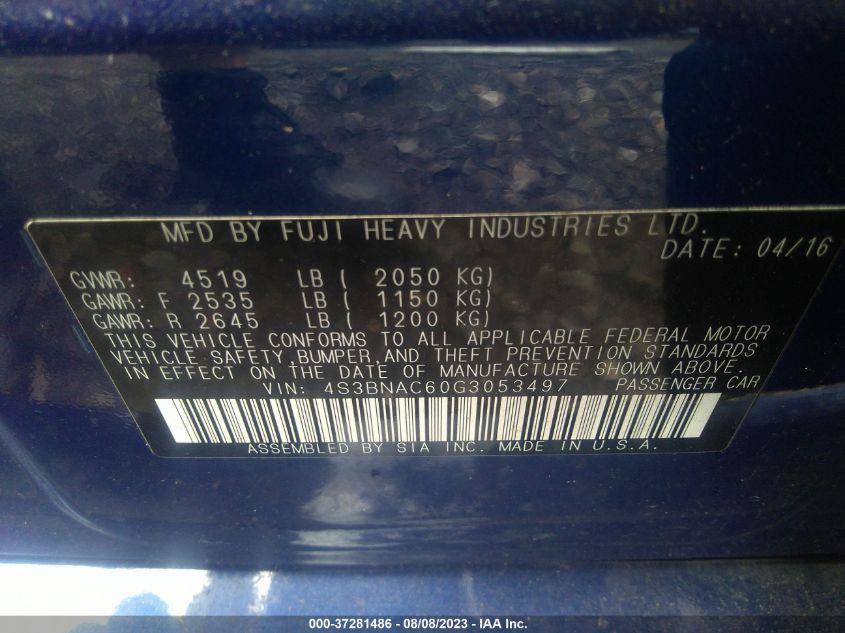 MFD BY FUJI HEAVY INDUSTRIES LTD.
DATE: 04/16
GVWR: 4519 LB ( 2050 KG)
GAWR: F 2535 LB ( 1150 KG)
GAWR: R 2645 LB ( 1200 KG)
THIS VEHICLE CONFORMS TO ALL APPLICABLE FEDERAL MOTOR
VEHICLE SAFETY, BUMPER, AND THEFT PREVENTION STANDARDS
IN EFFECT ON THE DATE OF MANUFACTURE SHOWN ABOVE.
VIN: 4S3BNAC60G3053497 PASSENGER CAR
ASSEMBLED BY SIA INC. MADE IN U.S.A.
000-37281486 - 08/08/2023 - IAA Inc.